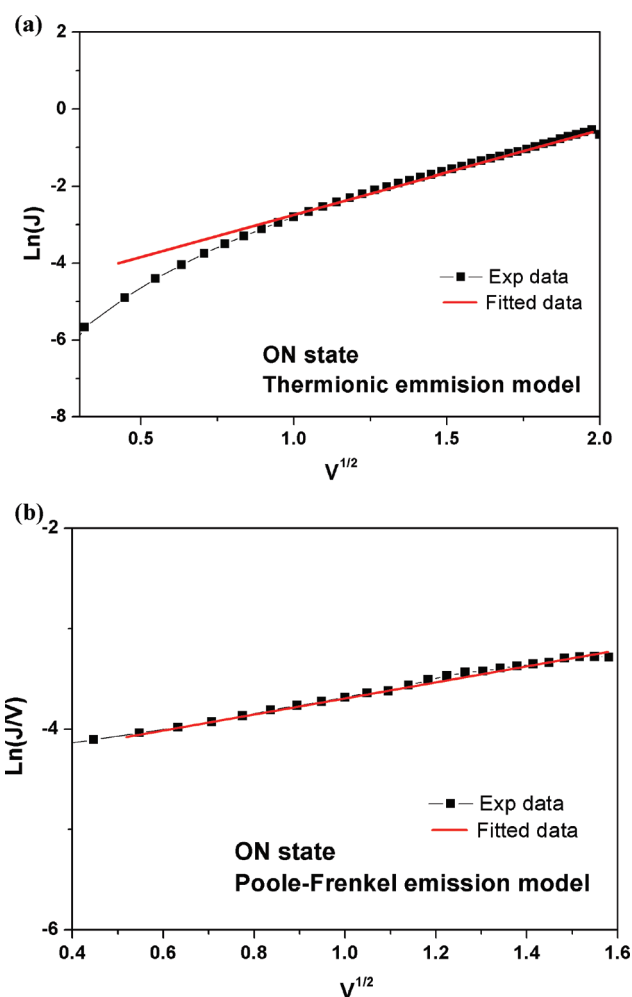 (a)
2
0
-2
-4
-6
-8
Ln(J)
Exp data
Fitted data
ON state
Thermionic emmision model
0.5
1.0
1.5
2.0
V1/2
(b)
-2
-4
-6
Ln(J/V)
Exp data
Fitted data
ON state
Poole-Frenkel emission model
0.4
0.6
0.8
1.0
1.2
1.4
1.6
V1/2